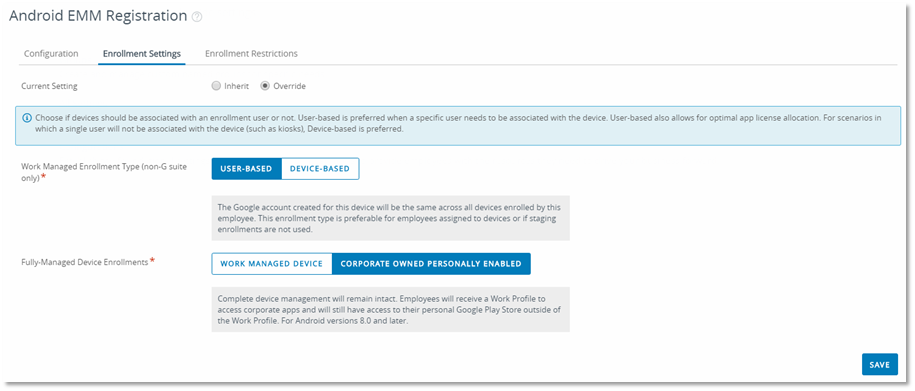 Android EMM Registration
Configuration Enrollment Settings Enrollment Restrictions
Current Setting Inherit Override
Choose if devices should be associated with an enrollment user or not. User-based is preferred when a specific user needs to be associated with the device. User-based also allows for optimal app license allocation. For scenarios in
which a single user will not be associated with the device (such as kiosks), Device-based is preferred.
Work Managed Enrollment Type (non-G suite
only)*
USER-BASED DEVICE-BASED
The Google account created for this device will be the same across all devices enrolled by this
employee. This enrollment type is preferable for employees assigned to devices or if staging
enrollments are not used.
Fully-Managed Device Enrollments *
WORK MANAGED DEVICE CORPORATE OWNED PERSONALLY ENABLED
Complete device management will remain intact. Employees will receive a Work Profile to
access corporate apps and will still have access to their personal Google Play Store outside of
the Work Profile. For Android versions 8.0 and later.
SAVE